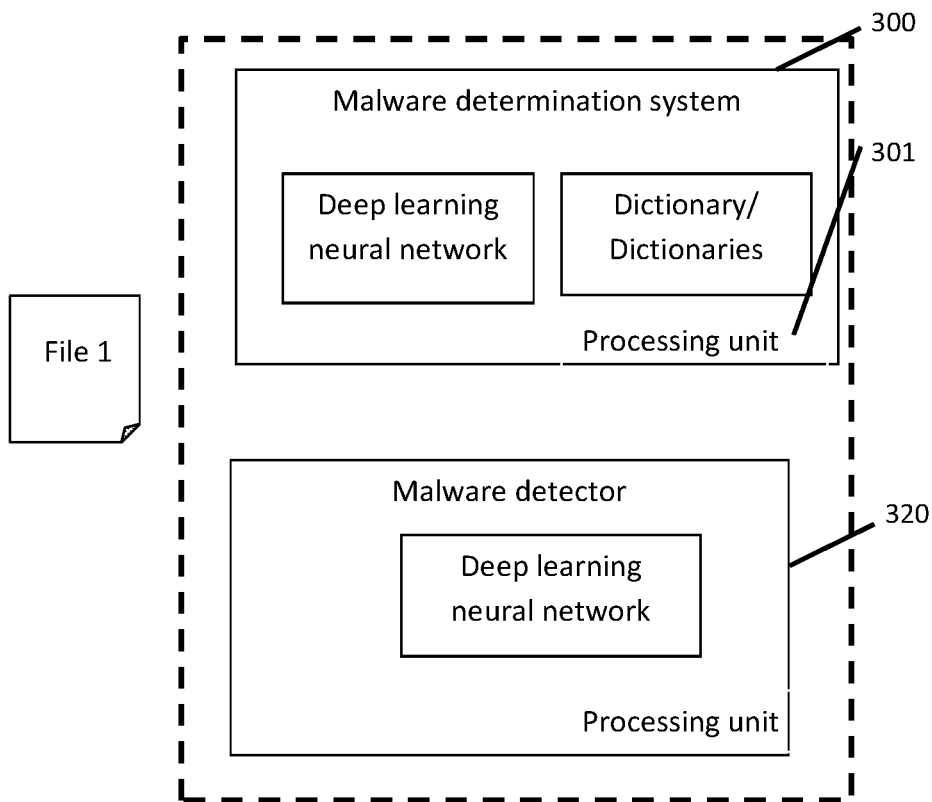 300
Malware determination system
301
Deep learning
neural network
Dictionary/
Dictionaries
Processing unit
File 1
Malware detector
320
Deep learning
neural network
Processing unit